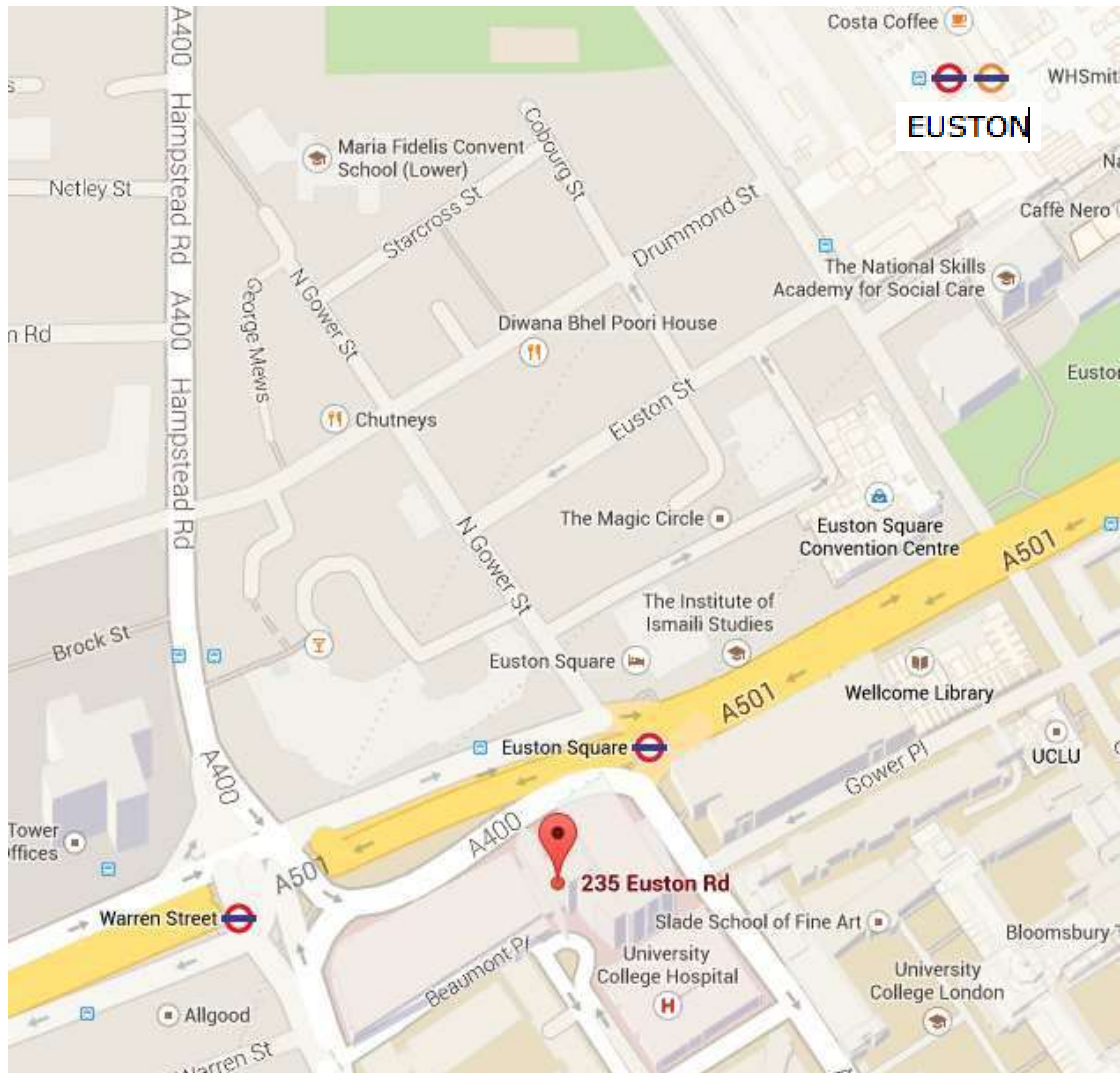 Costa Coffee
WHSmit
EUSTON
A400
Hampstead Rd
Maria Fidelis Convent
School (Lower)
Cobourg St
Netley St
Starcross St
Drummond St
Caffè Nero
The National Skills
Academy for Social Care
N Gower St
George Mews
A400
Diwana Bhel Poori House
n Rd
Euston
Hampstead Rd
Chutneys
Euston St
The Magic Circle
Euston Square
Convention Centre
A501
N Gower St
The Institute of
Ismaili Studies
Brock St
Euston Square
Wellcome Library
A501
Euston Square
UCLU
Gower Pl
A400
Tower
Offices
A400
A501
235 Euston Rd
Warren Street
Slade School of Fine Art
Bloomsbury T
Beaumont Pl
University
College Hospital
H
University
College London
Allgood
Warren St